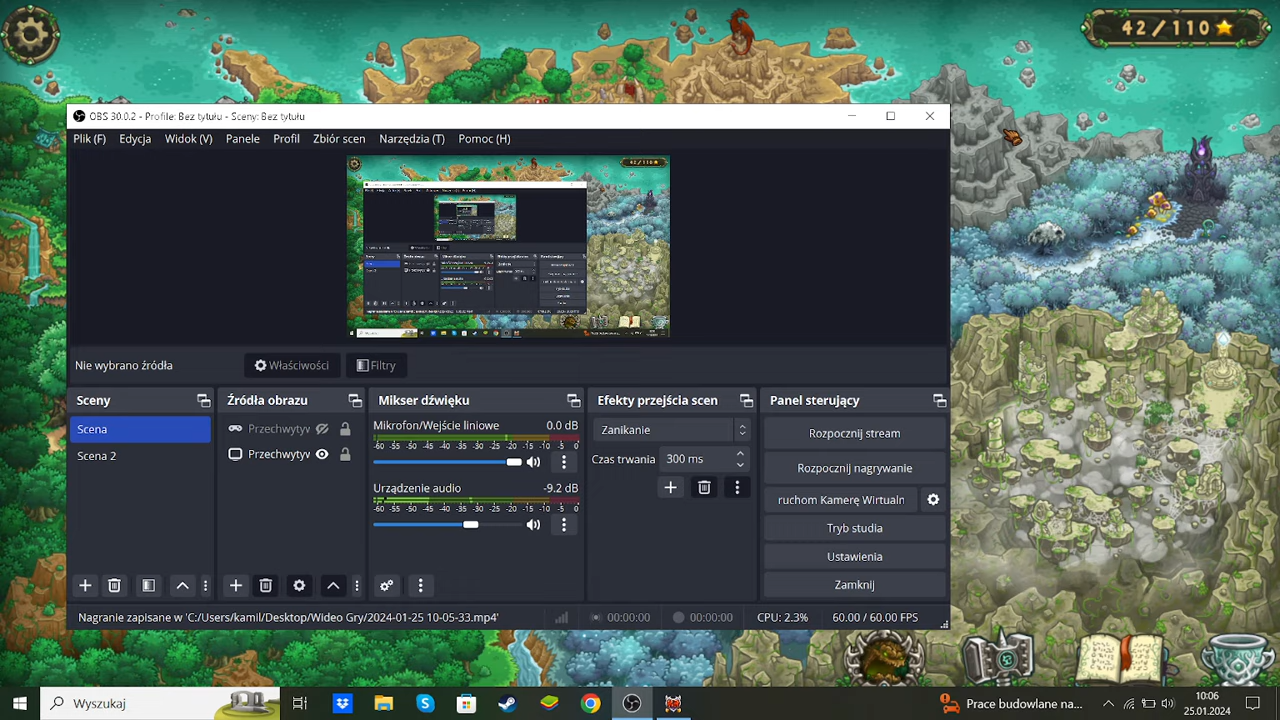 42/110
OBS 30.0.2 - Profile: Bez tytułu - Sceny: Bez tytułu
Plik (F) Edycja Widok (V) Panele Profil Zbiór scen Narzędzia (T) Pomoc (H)
Nie wybrano źródła Właściwości Filtry
Sceny Źródła obrazu Mikser dźwięku Efekty przejścia scen Panel sterujący
Scena
Scena 2
Przechwytyv
Przechwytyv
Mikrofon/Wejście liniowe 0.0 dB
-60 -55 -50 -45 -40 -35 -30 -25 -20 -15 -10 -5 0
Urządzenie audio -9.2 dB
-60 -55 -50 -45 -40 -35 -30 -25 -20 -15 -10 -5 0
Zanikanie
Czas trwania 300 ms
Rozpocznij stream
Rozpocznij nagrywanie
ruchom Kamerę Wirtualn
Tryb studia
Ustawienia
Zamknij
Nagranie zapisane w 'C:/Users/kamil/Desktop/Wideo Gry/2024-01-25 10-05-33.mp4' 00:00:00 00:00:00 CPU: 2.3% 60.00 / 60.00 FPS
Wyszukaj Prace budowlane na... 10:06
25.01.2024